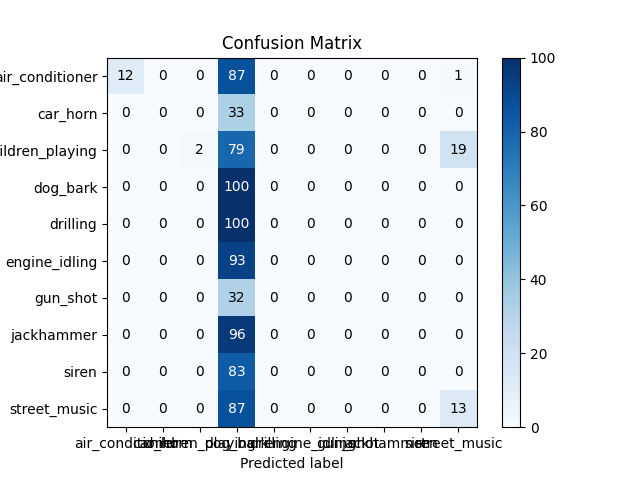 Confusion Matrix
air_conditioner 12 0 0 87 0 0 0 0 0 1
car_horn 0 0 0 33 0 0 0 0 0 0
ildren_playing 0 0 2 79 0 0 0 0 0 19
dog_bark 0 0 0 100 0 0 0 0 0 0
drilling 0 0 0 100 0 0 0 0 0 0
engine_idling 0 0 0 93 0 0 0 0 0 0
gun_shot 0 0 0 32 0 0 0 0 0 0
jackhammer 0 0 0 96 0 0 0 0 0 0
siren 0 0 0 83 0 0 0 0 0 0
street_music 0 0 0 87 0 0 0 0 0 13
street_music
Predicted label
100
80
60
40
20
0